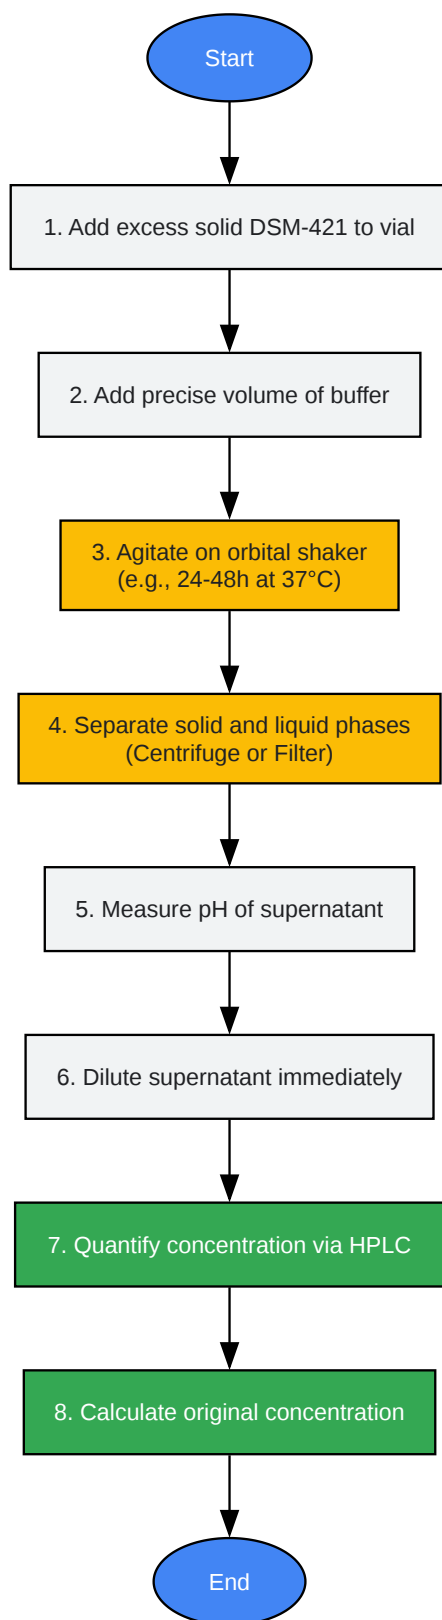 Start
1. Add excess solid DSM-421 to vial
2. Add precise volume of buffer
3. Agitate on orbital shaker
(e.g., 24-48h at 37°C)
4. Separate solid and liquid phases
(Centrifuge or Filter)
5. Measure pH of supernatant
6. Dilute supernatant immediately
7. Quantify concentration via HPLC
8. Calculate original concentration
End